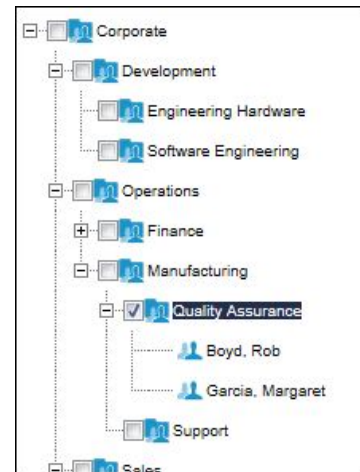 Corporate
Development
Engineering Hardware
Software Engineering
Operations
Finance
Manufacturing
Quality Assurance
Boyd, Rob
Garcia, Margaret
Support
Sales